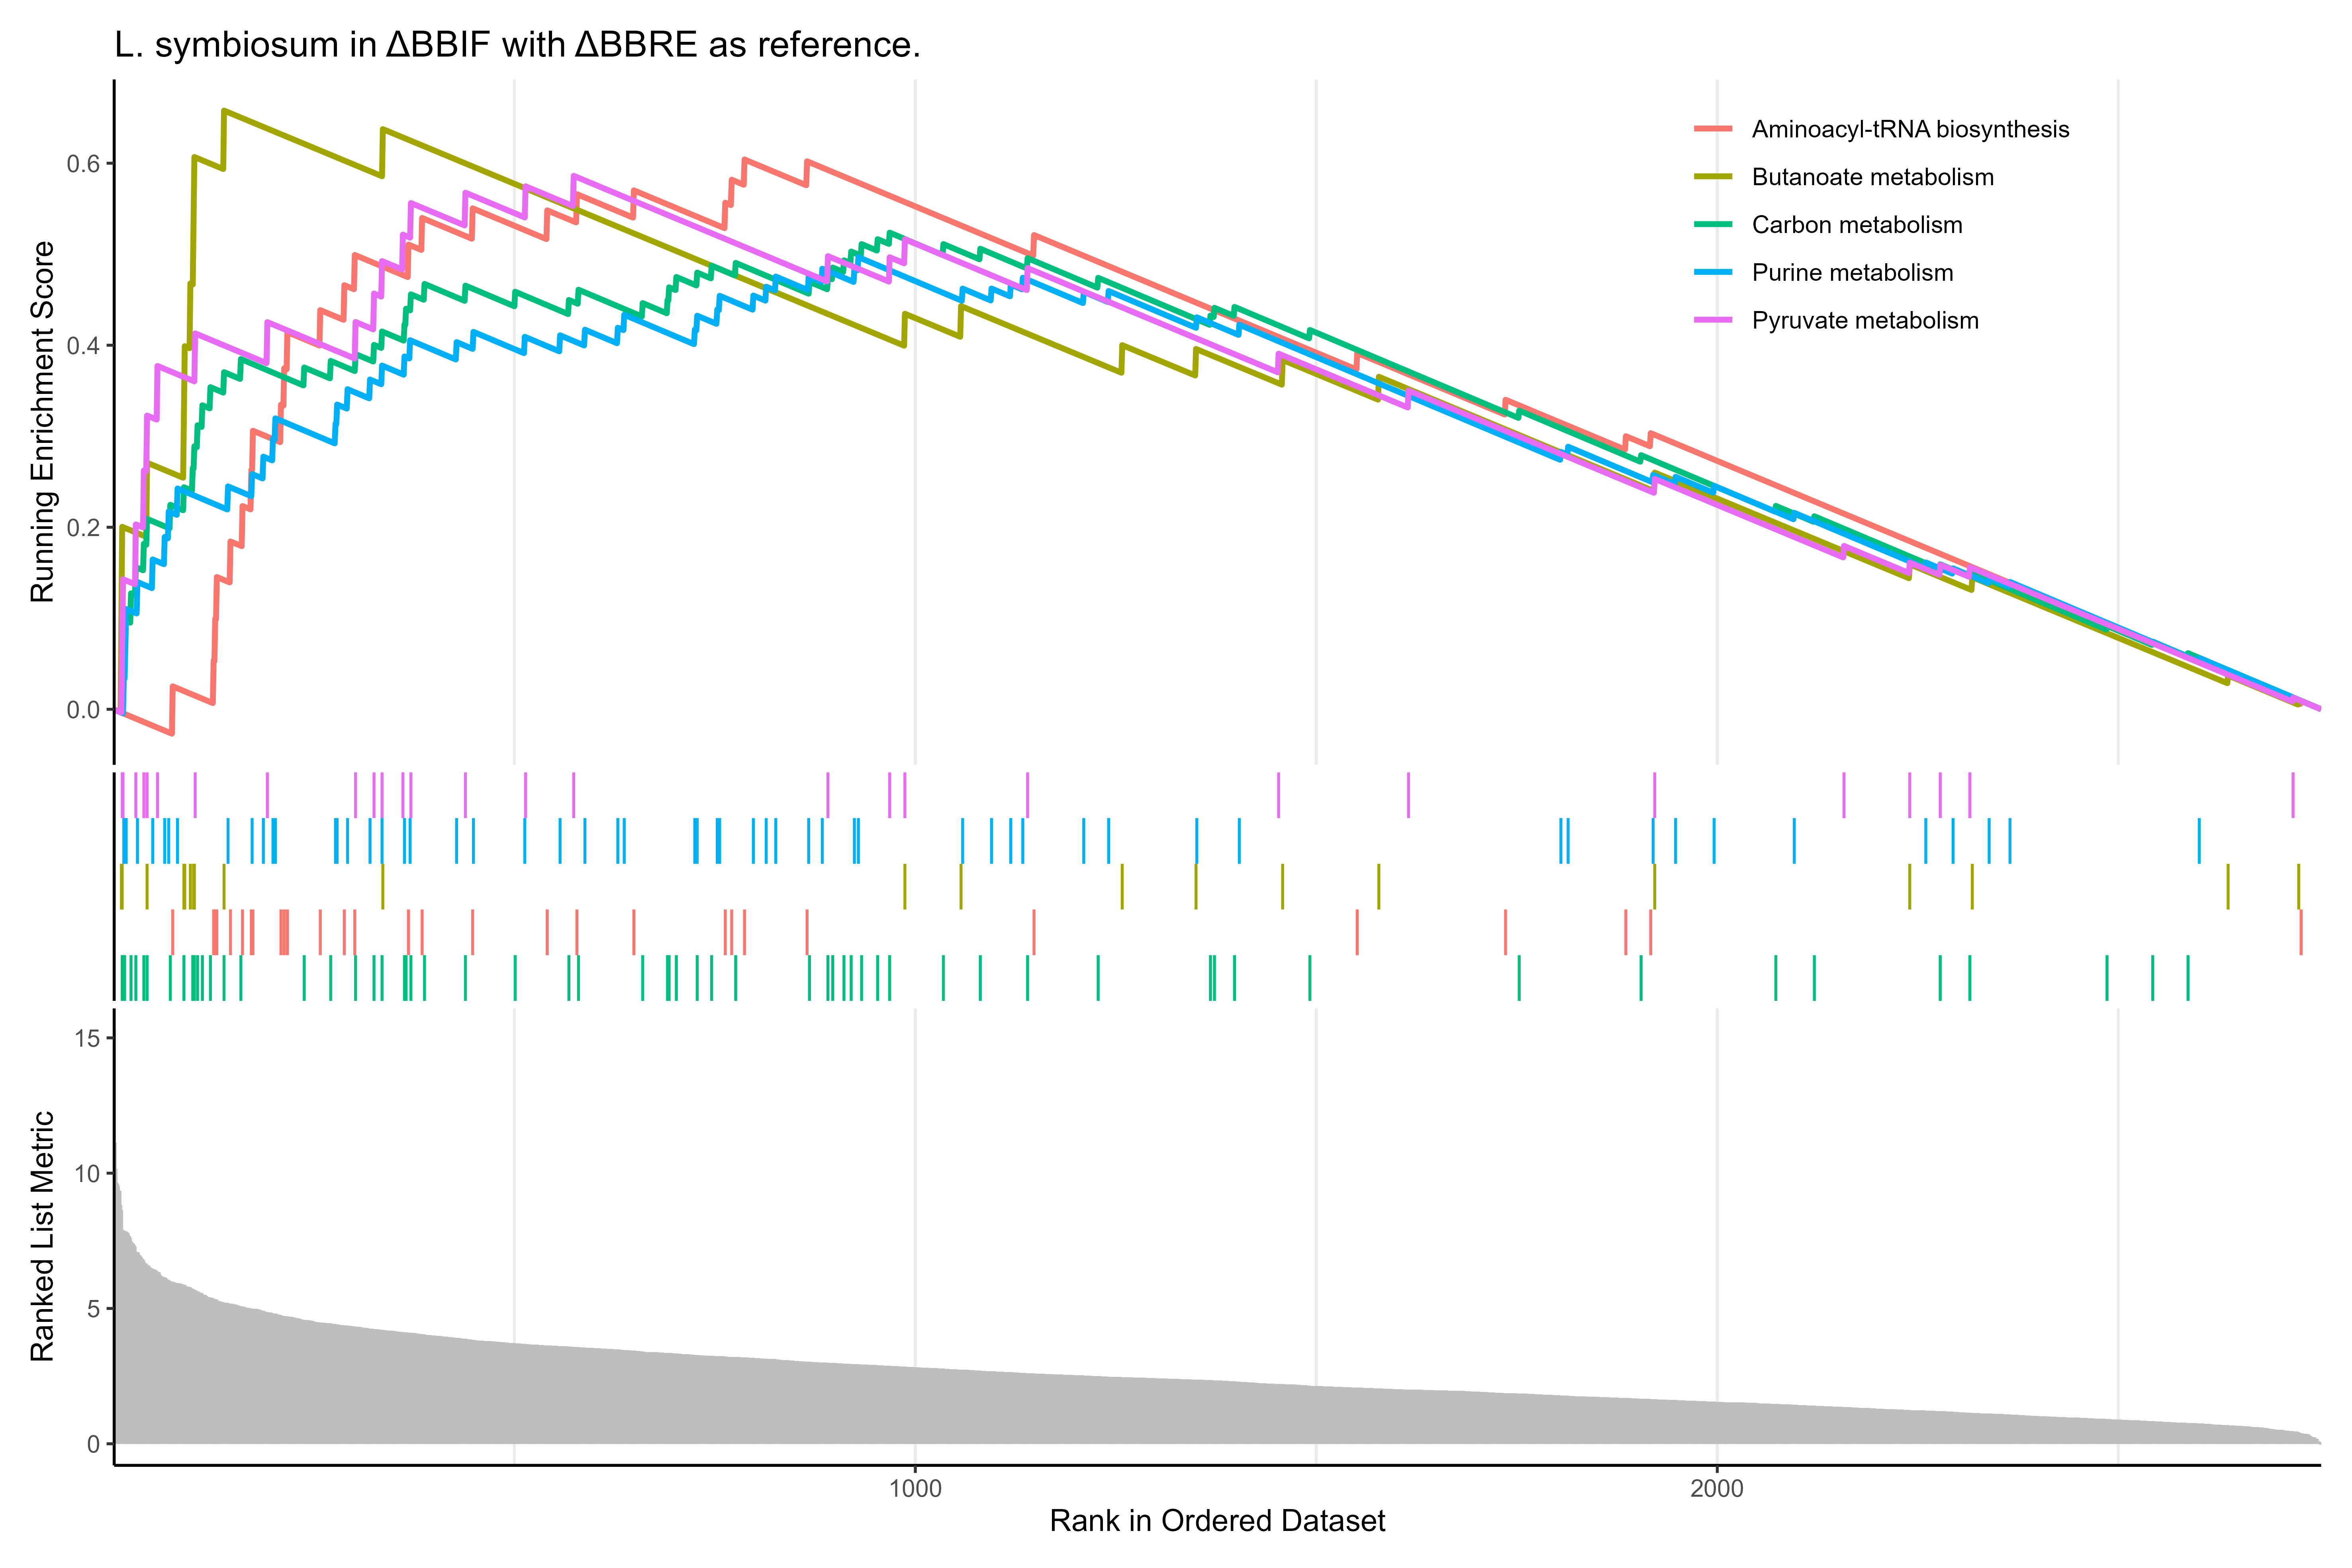 L. symbiosum in ΔBBIF with ΔBBRE as reference.
Running Enrichment Score
0.6
0.4
0.2
0.0
Aminoacyl-tRNA biosynthesis
Butanoate metabolism
Carbon metabolism
Purine metabolism
Pyruvate metabolism
Ranked List Metric
15
10
5
0
1000
2000
Rank in Ordered Dataset